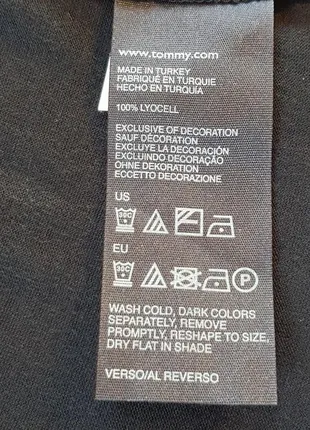 www.tommy.com
MADE IN TURKEY
FABRIQUÉ EN TURQUIE
HECHO EN TURQUÍA
100% LYOCELL
EXCLUSIVE OF DECORATION
SAUF DÉCORATION
EXCLUYE LA DECORACIÓN
EXCLUINDO DECORAÇÃO
OHNE DEKORATION
ECCETTO DECORAZIONE
US
30C
EU
30C P
WASH COLD, DARK COLORS
SEPARATELY, REMOVE
PROMPTLY, RESHAPE TO SIZE,
DRY FLAT IN SHADE
VERSO/AL REVERSO